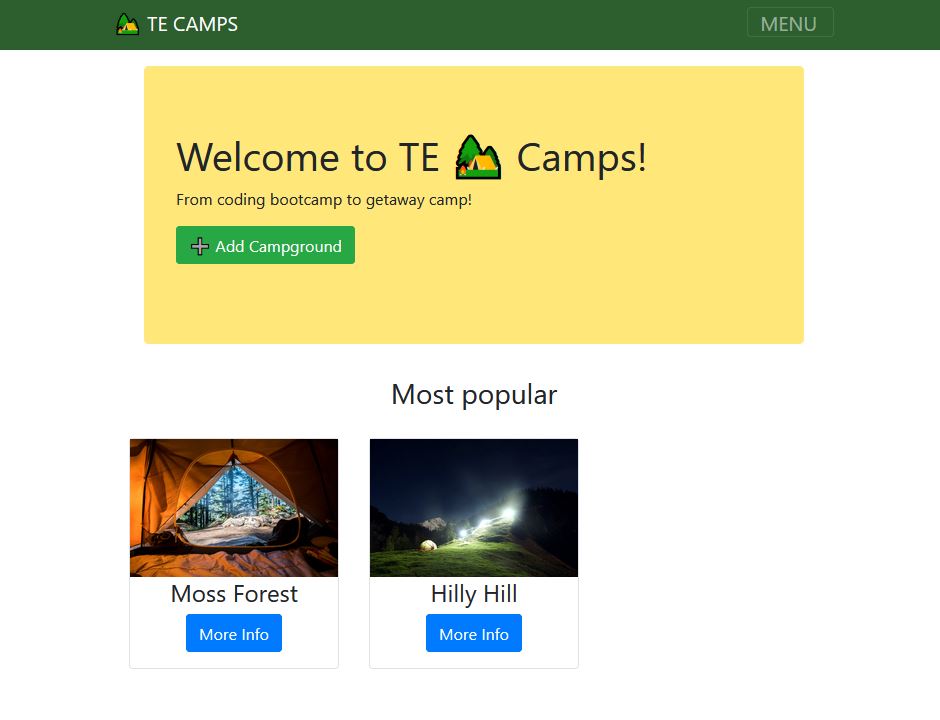 🏕 TE CAMPS
MENU
Welcome to TE 🏕 Camps!
From coding bootcamp to getaway camp!
➕ Add Campground
Most popular
Moss Forest
Hilly Hill
More Info
More Info